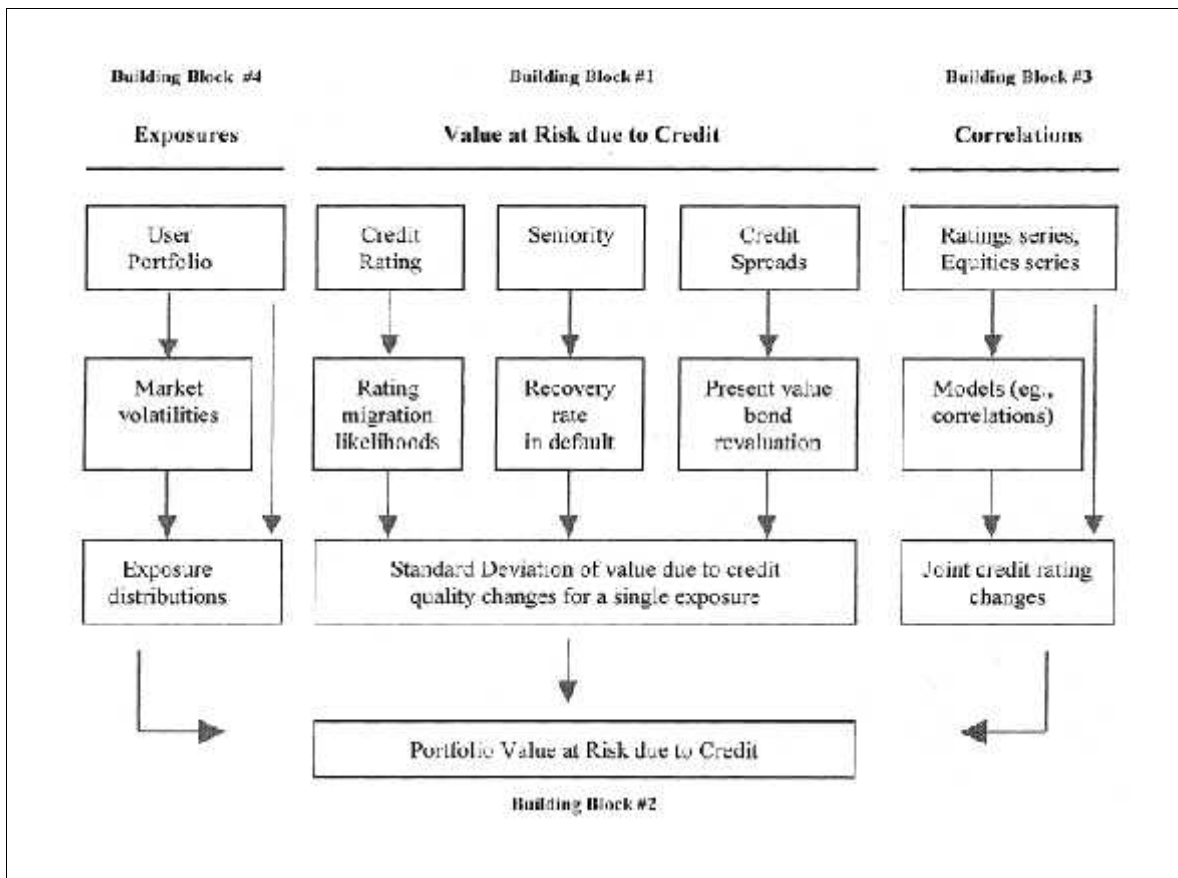 Building Block #4
Building Block #1
Building Block #3
Exposures
Value at Risk due to Credit
Correlations
User
Portfolio
Credit
Rating
Seniority
Credit
Spreads
Ratings series,
Equities series
Market
volatilities
Rating
migration
likelihoods
Recovery
rate
in default
Present value
bond
revaluation
Models (eg.,
correlations)
Exposure
distributions
Standard Deviation of value due to credit
quality changes for a single exposure
Joint credit rating
changes
Portfolio Value at Risk due to Credit
Building Block #2